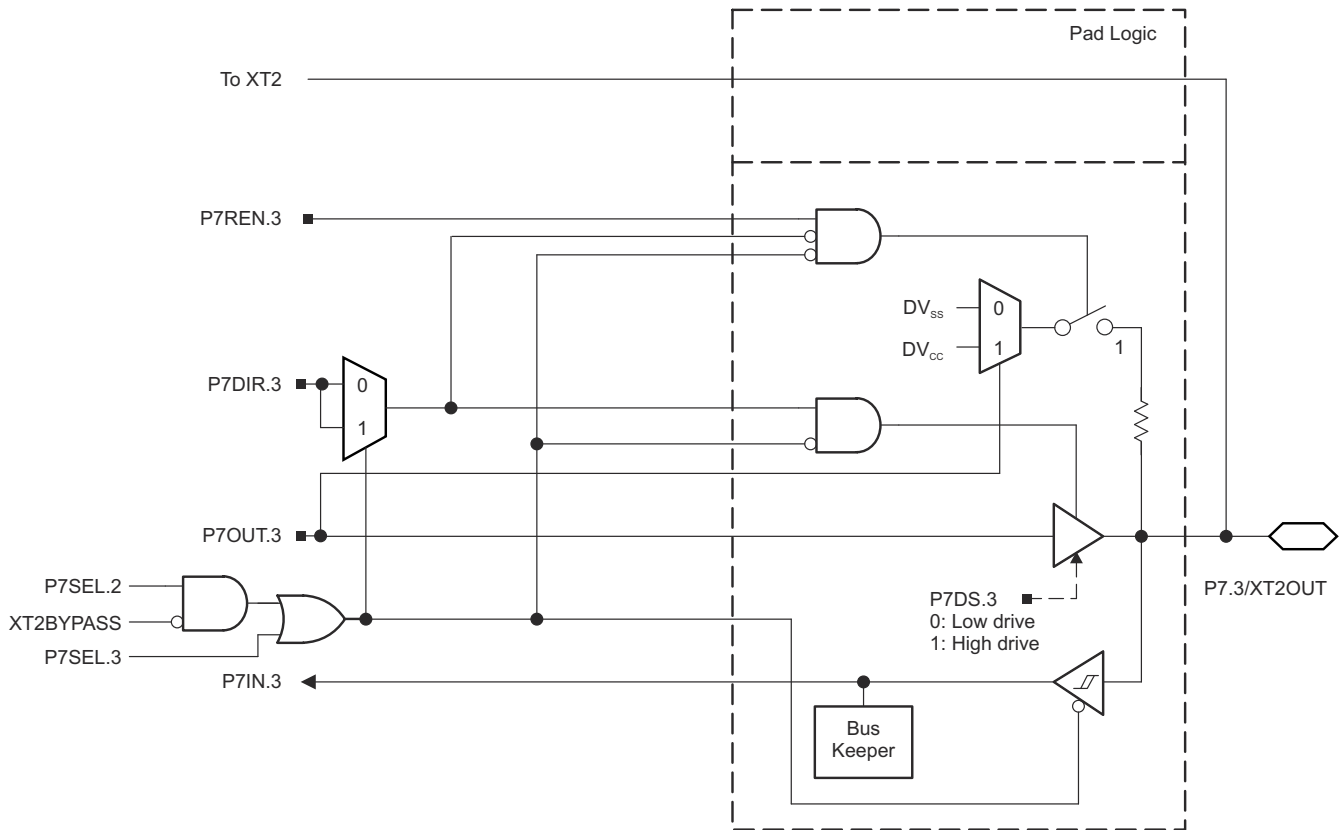 Pad Logic
To XT2
P7REN.3
DVSS
0
DVCC
1
1
P7DIR.3
0
1
P7OUT.3
P7SEL.2
XT2BYPASS
P7SEL.3
P7DS.3
0: Low drive
1: High drive
P7.3/XT2OUT
P7IN.3
Bus
Keeper